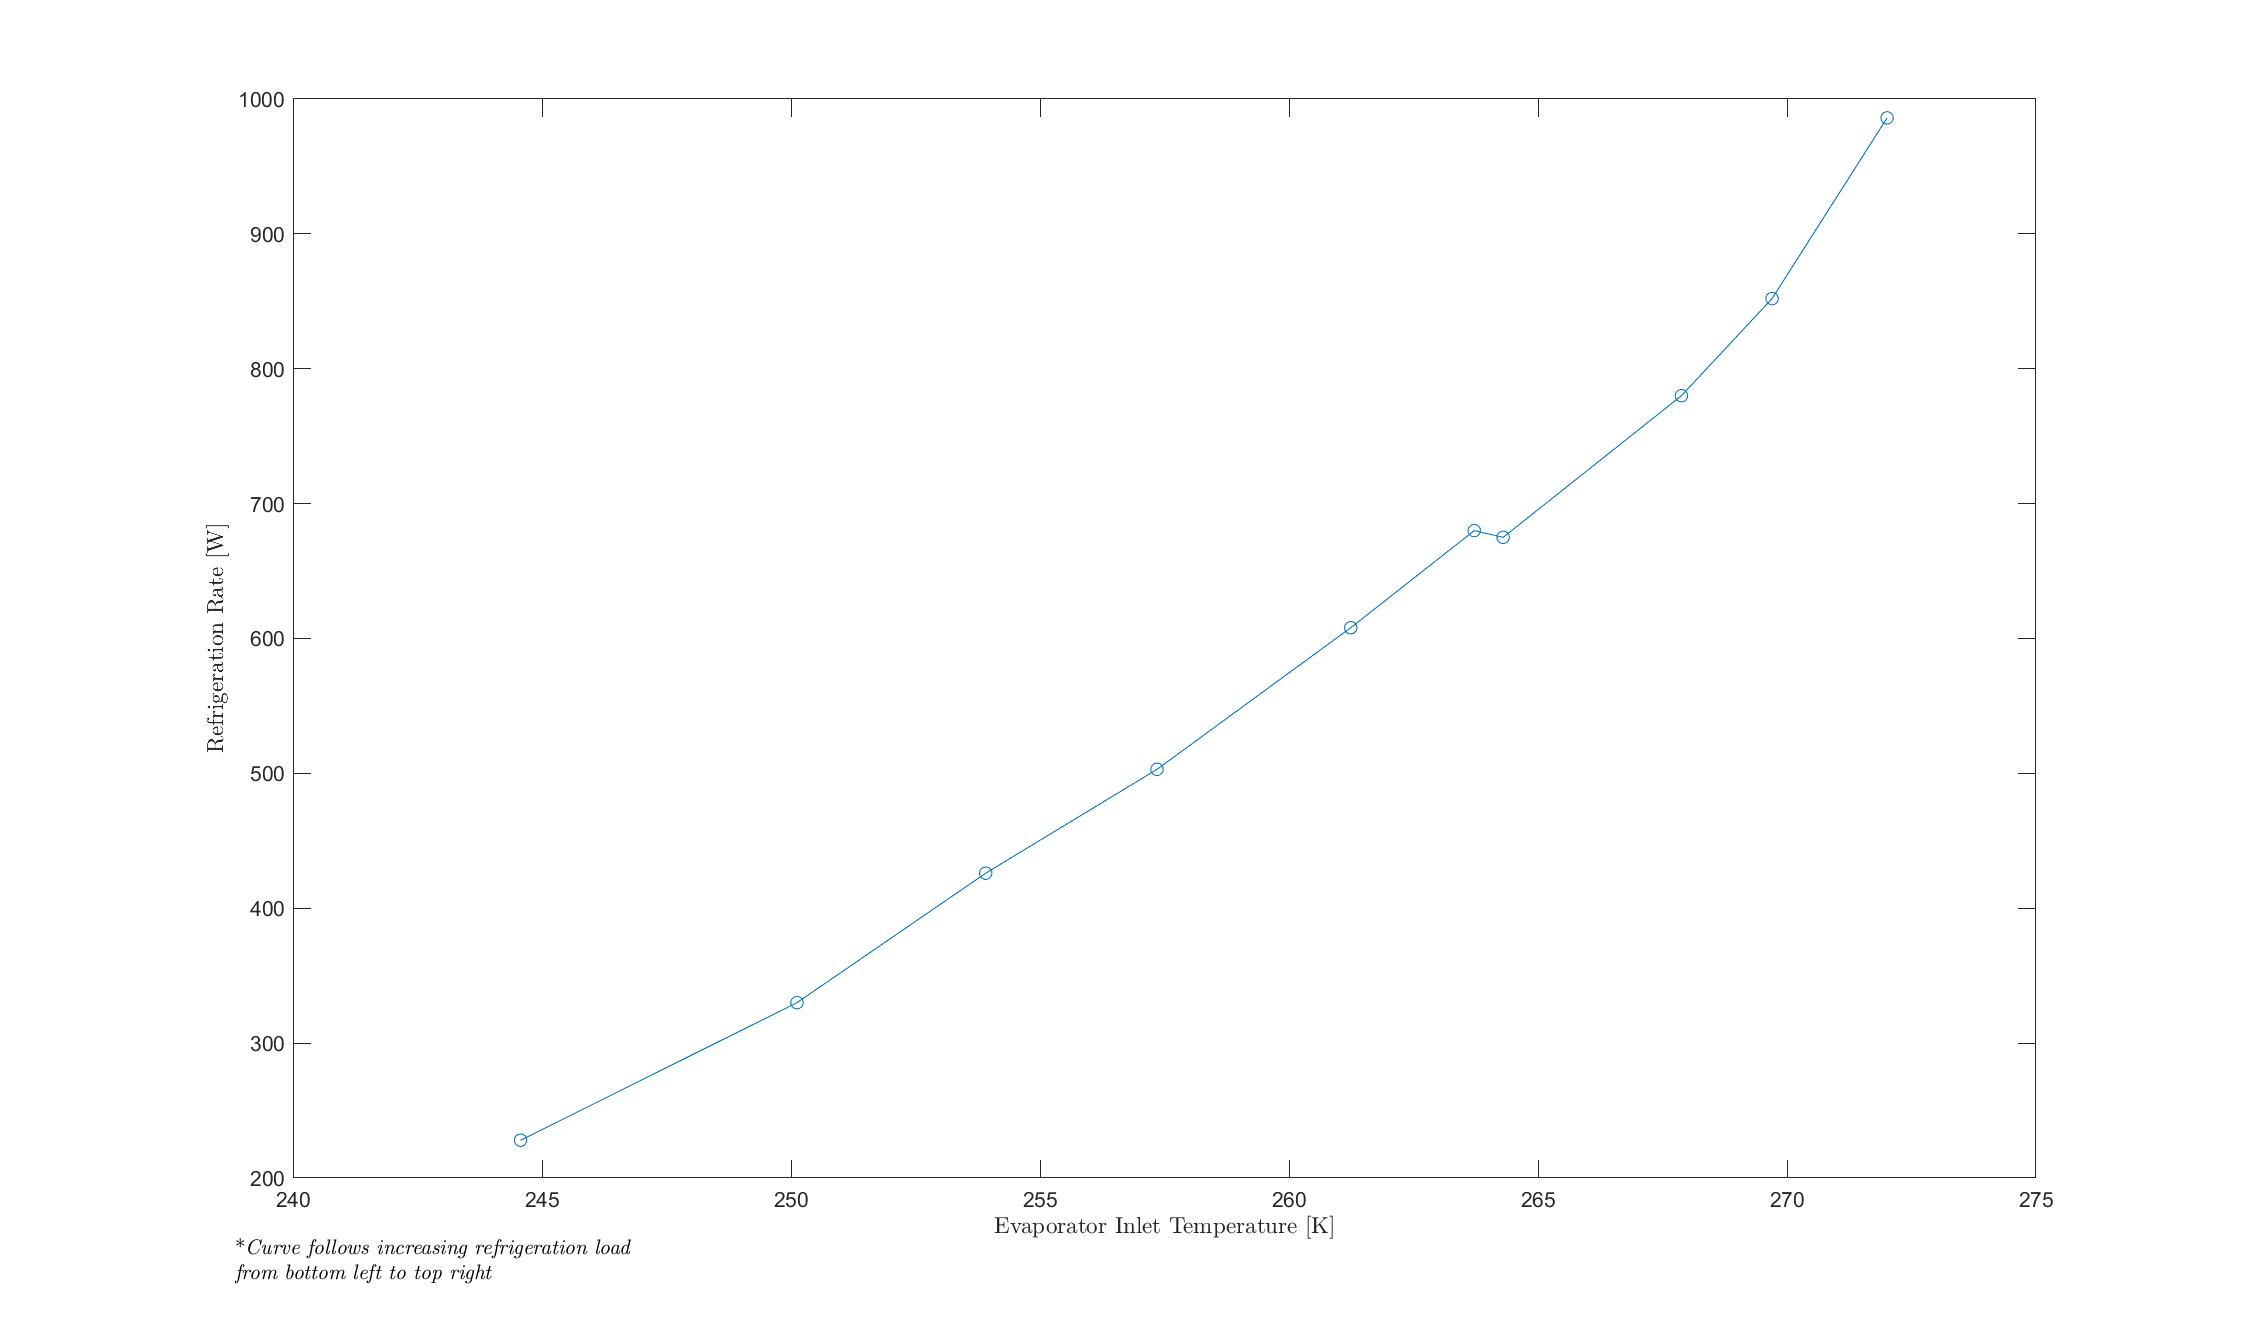 1000
900
800
700
600
500
400
300
200
Refrigeration Rate [W]
240 245 250 255 260 265 270 275
Evaporator Inlet Temperature [K]
*Curve follows increasing refrigeration load
from bottom left to top right